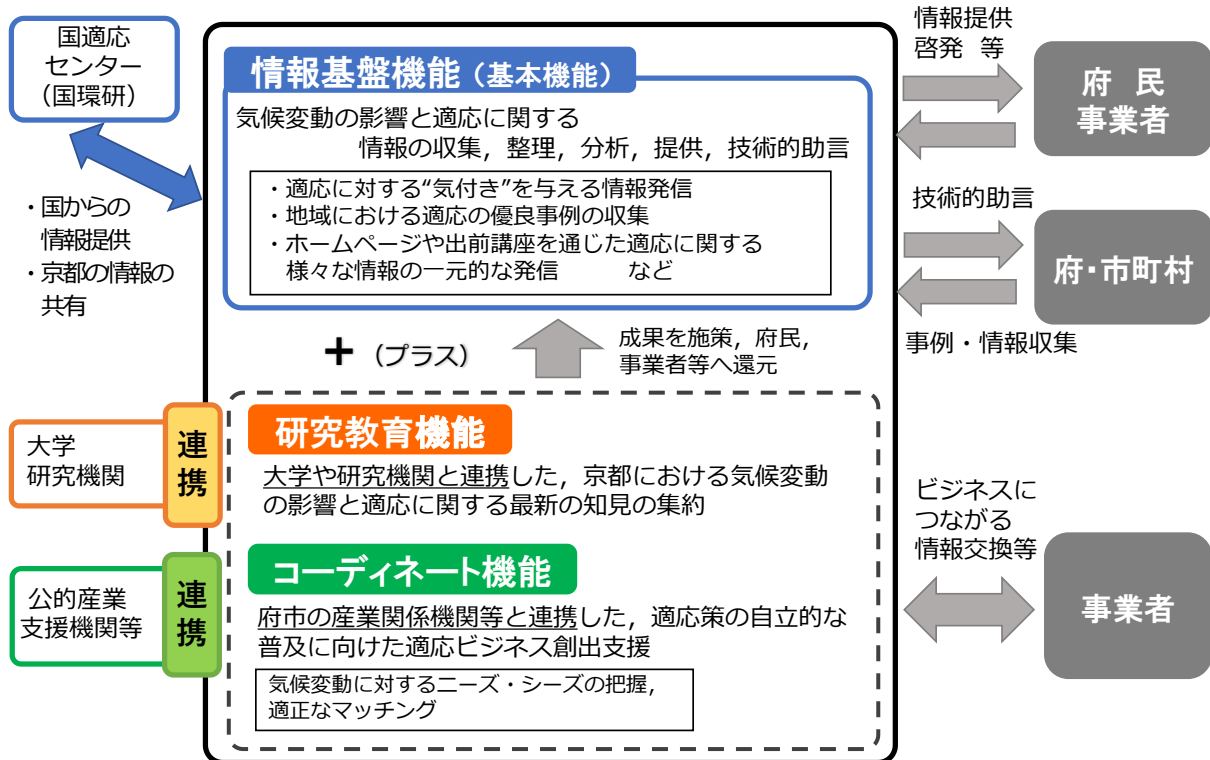 国適応
センター
（国環研）
・国からの
情報提供
・京都の情報の
共有
情報基盤機能（基本機能）
気候変動の影響と適応に関する
情報の収集，整理，分析，提供，技術的助言
・適応に対する“気付き”を与える情報発信
・地域における適応の優良事例の収集
・ホームページや出前講座を通じた適応に関する
様々な情報の一元的な発信　　　など
＋（プラス）
成果を施策，府民，
事業者等へ還元
大学
研究機関
連携
研究教育機能
大学や研究機関と連携した，京都における気候変動
の影響と適応に関する最新の知見の集約
公的産業
支援機関等
連携
コーディネート機能
府市の産業関係機関等と連携した，適応策の自立的な
普及に向けた適応ビジネス創出支援
気候変動に対するニーズ・シーズの把握，
適正なマッチング
情報提供
啓発　等
府　民
事業者
技術的助言
府・市町村
事例・情報収集
ビジネスに
つながる
情報交換等
事業者